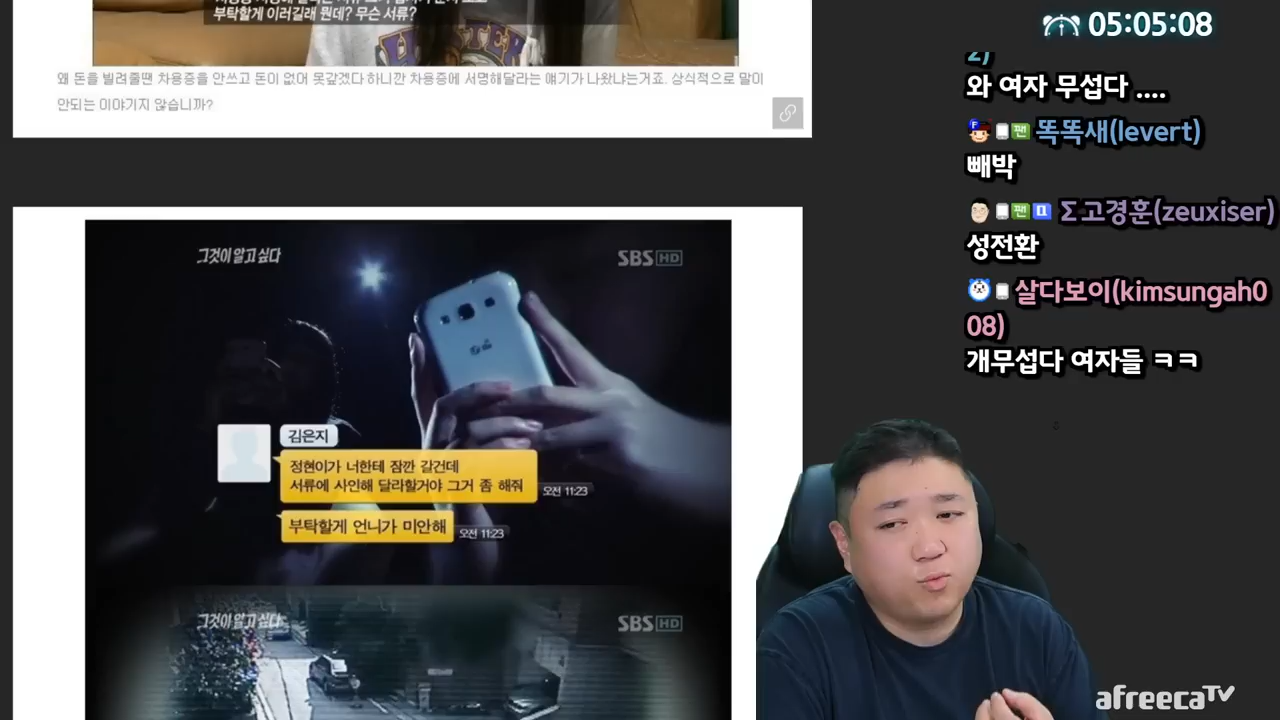 부탁할게 이러길래 뭔데? 무슨 서류?
왜 돈을 빌려줄땐 차용증을 안쓰고 돈이 없어 못갚겠다 하니깐 차용증에 서명해달라는 얘기가 나왔냐는거죠. 상식적으로 말이
안되는 이야기지 않습니까?
그것이 알고싶다
SBS HD
김은지
정현이가 너한테 잠깐 갈건데
서류에 사인해 달라할거야 그거 좀 해줘
오전 11:23
부탁할게 언니가 미안해
오전 11:23
그것이 알고싶다
SBS HD
05:05:08
2)
와 여자 무섭다 ....
똑똑새(levert)
빼박
Σ고경훈(zeuxiser)
성전환
살다보이(kimsungah0
08)
개무섭다 여자들 ㅋㅋ
afreecaTV